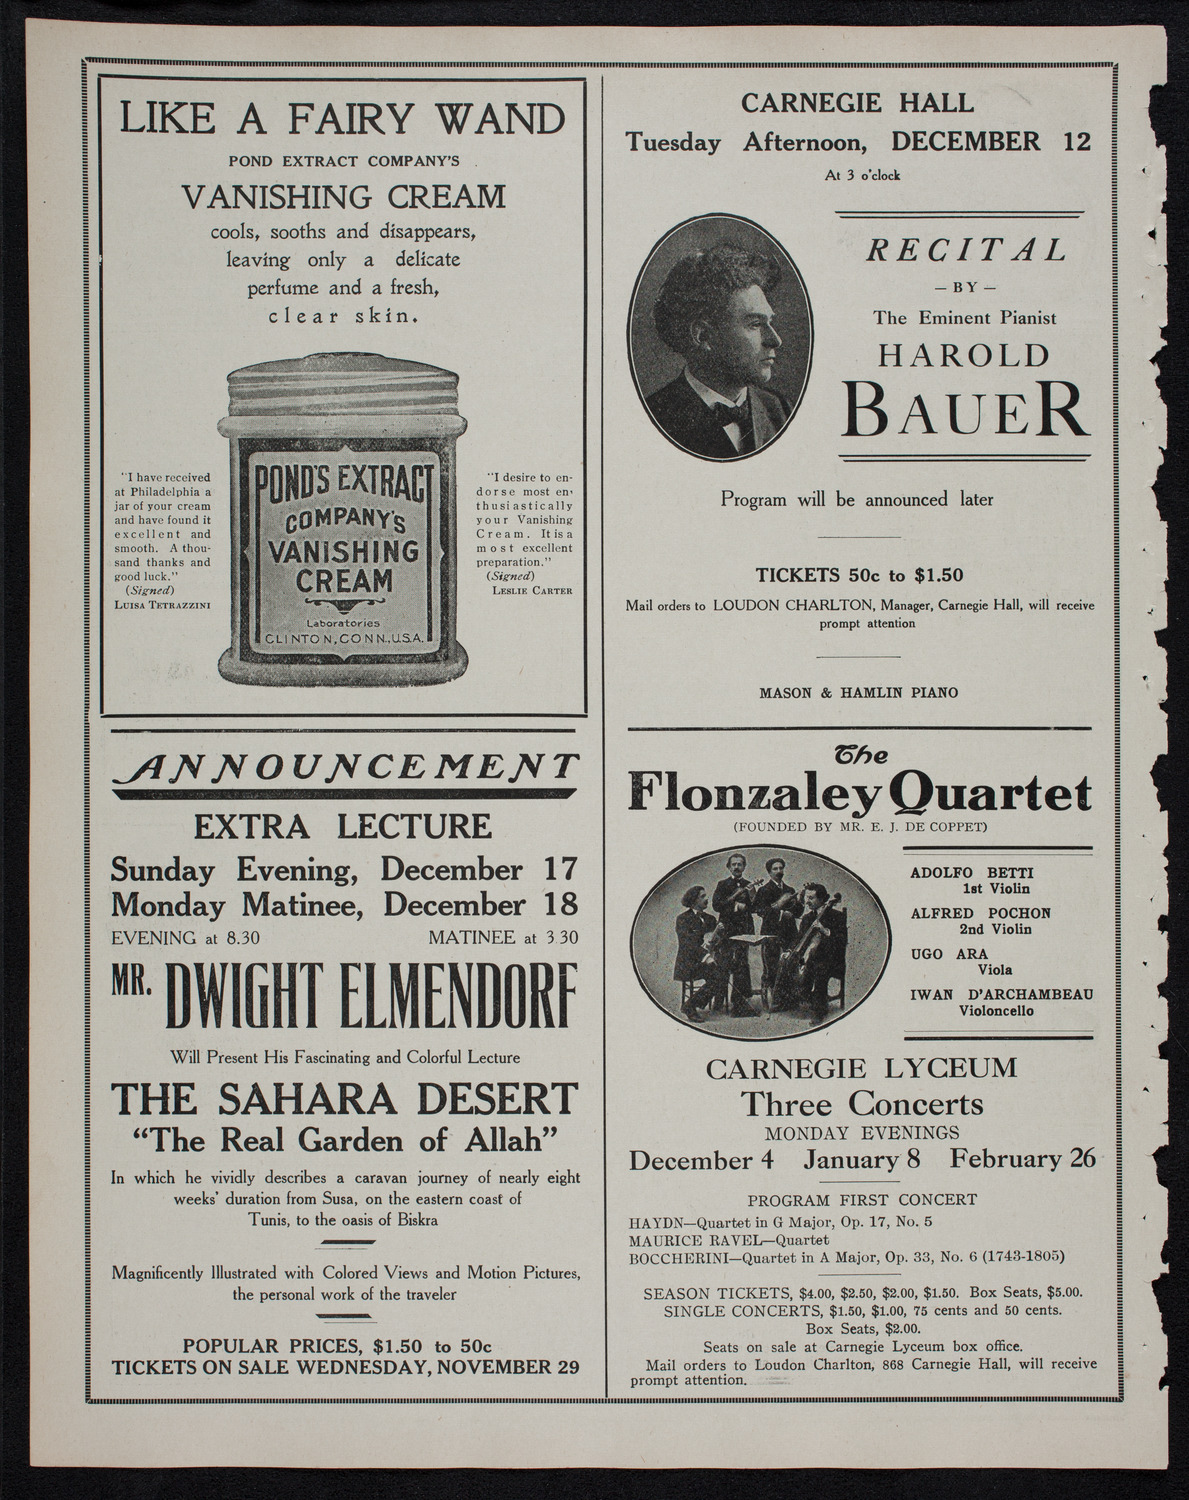 LIKE A FAIRY WAND
POND EXTRACT COMPANY'S
VANISHING CREAM
cools, sooths and disappears,
leaving only a delicate
perfume and a fresh,
clear skin.
"I have received
at Philadelphia a
jar of your cream
and have found it
excellent and
smooth. A thou-
sand thanks and
good luck."
(Signed)
LUISA TETRAZZINI
POND'S EXTRACT
COMPANY'S
VANISHING
CREAM
Laboratories
CLINTON, CONN., U.S.A.
"I desire to en-
dorse most en-
thusiastically
your Vanishing
Cream. It is a
most excellent
preparation."
(Signed)
LESLIE CARTER
ANNOUNCEMENT
EXTRA LECTURE
Sunday Evening, December 17
Monday Matinee, December 18
EVENING at 8.30 MATINEE at 3 30
MR. DWIGHT ELMENDORF
Will Present His Fascinating and Colorful Lecture
THE SAHARA DESERT
"The Real Garden of Allah"
In which he vividly describes a caravan journey of nearly eight
weeks' duration from Susa, on the eastern coast of
Tunis, to the oasis of Biskra
Magnificently Illustrated with Colored Views and Motion Pictures,
the personal work of the traveler
POPULAR PRICES, $1.50 to 50c
TICKETS ON SALE WEDNESDAY, NOVEMBER 29
CARNEGIE HALL
Tuesday Afternoon, DECEMBER 12
At 3 o'clock
RECITAL
— BY —
The Eminent Pianist
HAROLD
BAUER
Program will be announced later
TICKETS 50c to $1.50
Mail orders to LOUDON CHARLTON, Manager, Carnegie Hall, will receive
prompt attention
MASON & HAMLIN PIANO
The
Flonzaley Quartet
(FOUNDED BY MR. E. J. DE COPPET)
ADOLFO BETTI
1st Violin
ALFRED POCHON
2nd Violin
UGO ARA
Viola
IWAN D'ARCHAMBEAU
Violoncello
CARNEGIE LYCEUM
Three Concerts
MONDAY EVENINGS
December 4 January 8 February 26
PROGRAM FIRST CONCERT
HAYDN—Quartet in G Major, Op. 17, No. 5
MAURICE RAVEL—Quartet
BOCCHERINI—Quartet in A Major, Op. 33, No. 6 (1743-1805)
SEASON TICKETS, $4.00, $2.50, $2.00, $1.50. Box Seats, $5.00.
SINGLE CONCERTS, $1.50, $1.00, 75 cents and 50 cents.
Box Seats, $2.00.
Seats on sale at Carnegie Lyceum box office.
Mail orders to Loudon Charlton, 868 Carnegie Hall, will receive
prompt attention.